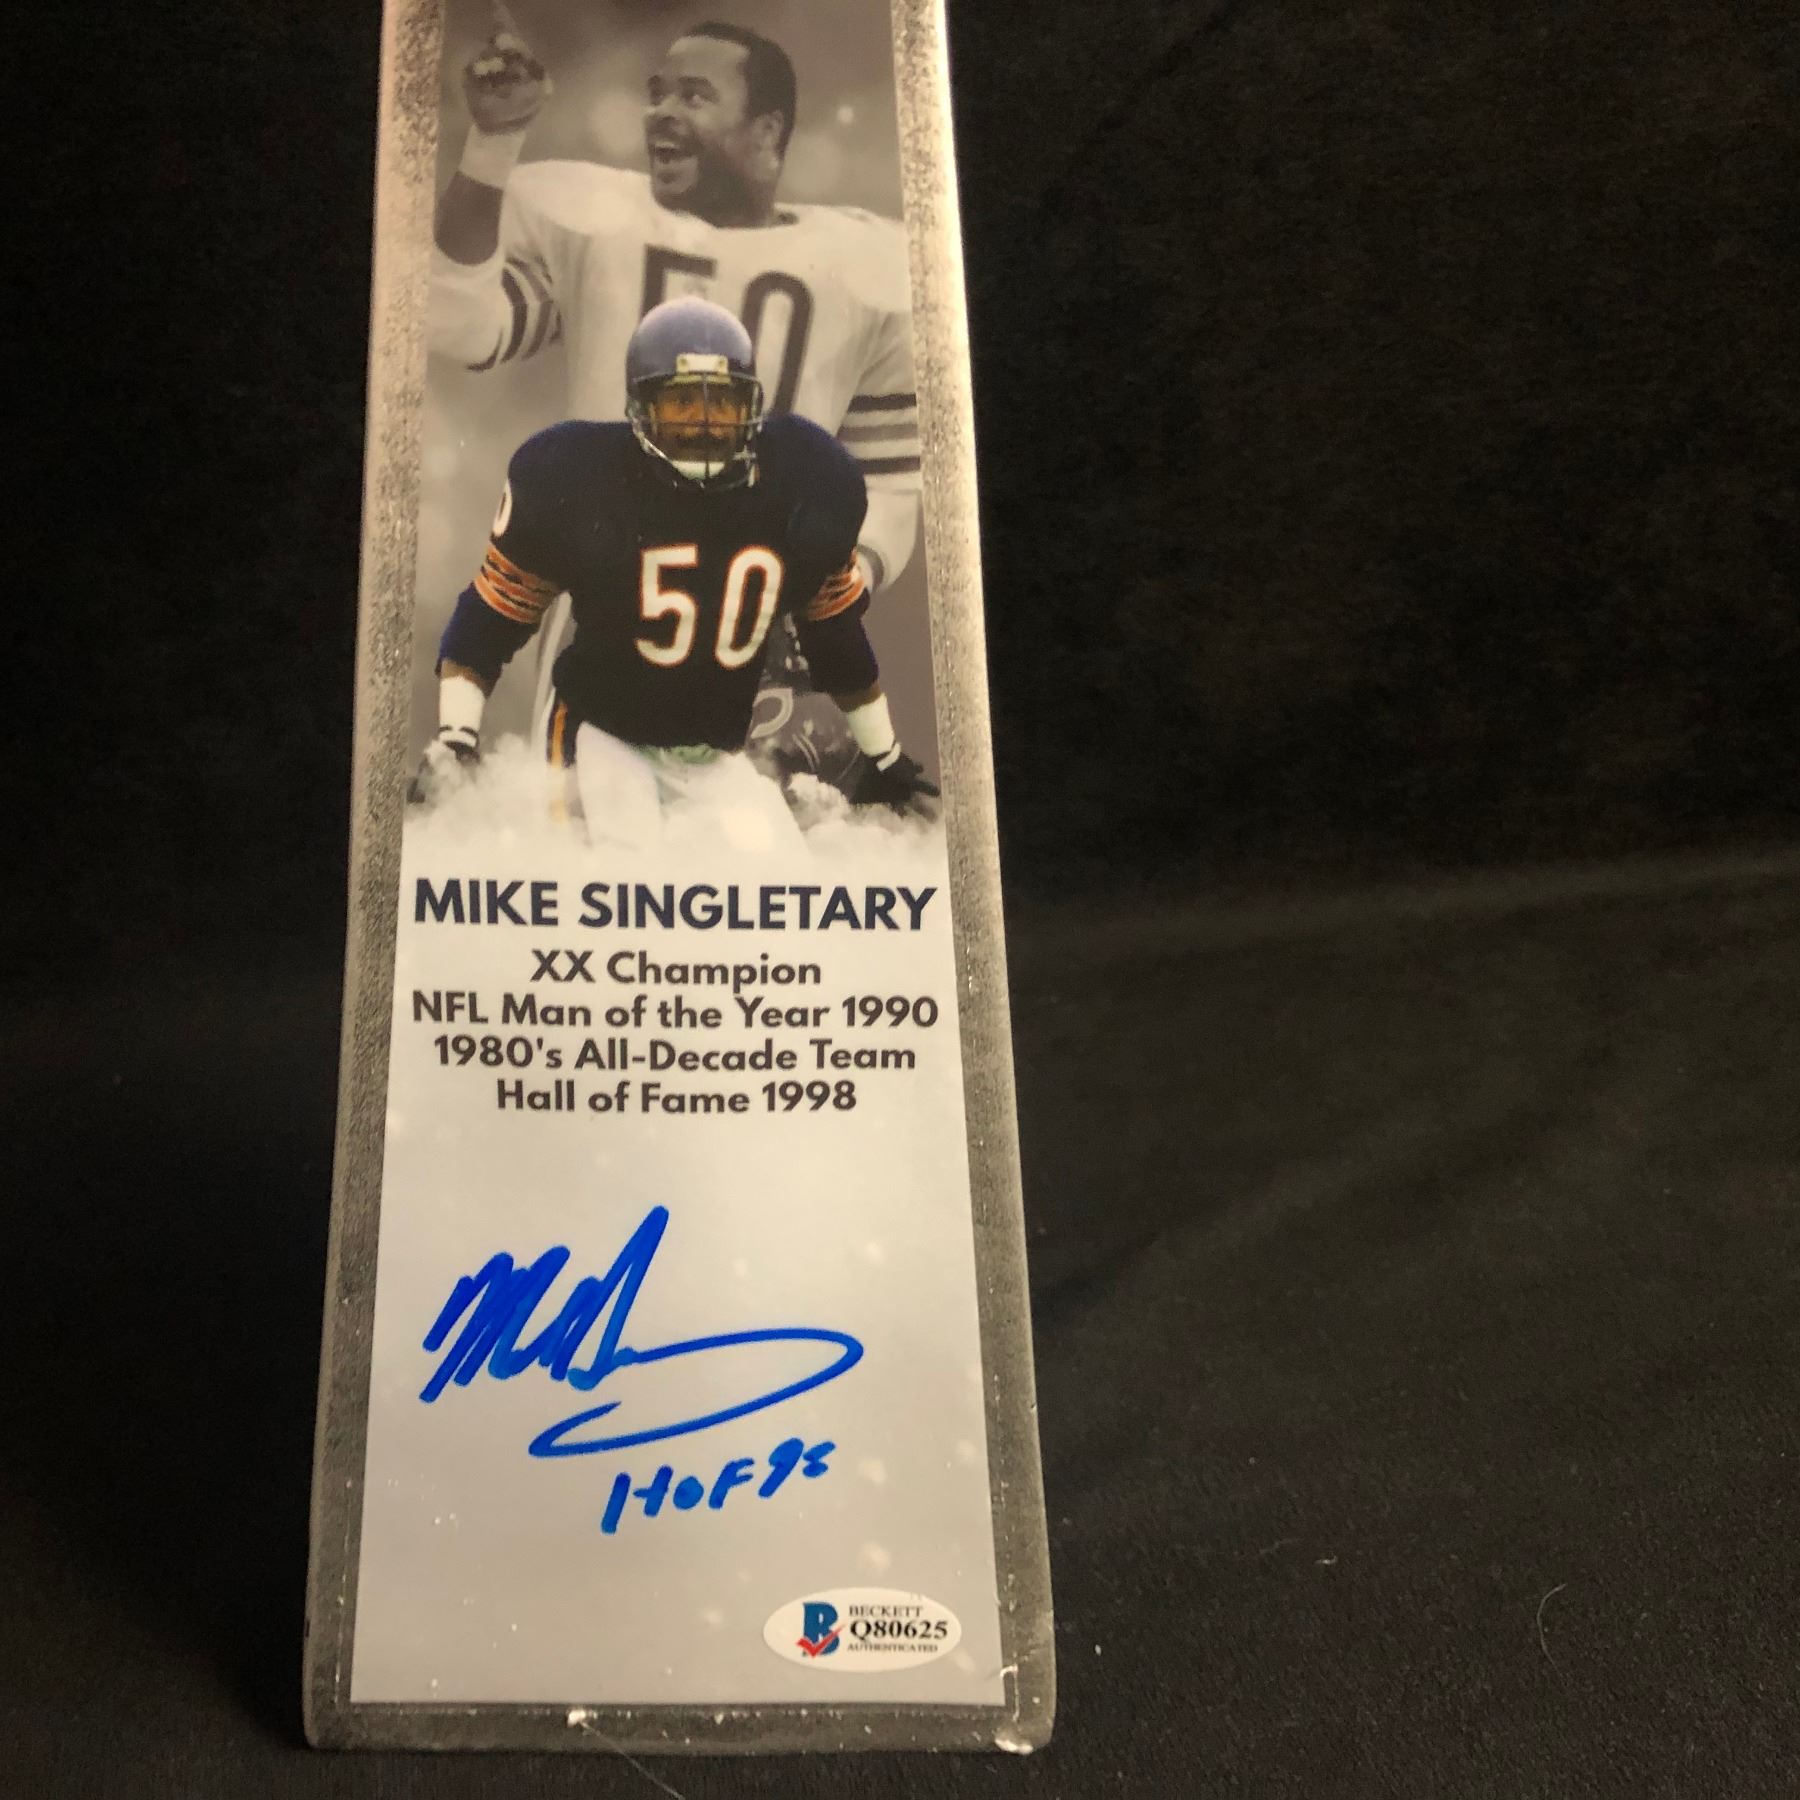 50
50
MIKE SINGLETARY
XX Champion
NFL Man of the Year 1990
1980's All-Decade Team
Hall of Fame 1998
HOF 98
BECKETT
Q80625
AUTHENTICATED